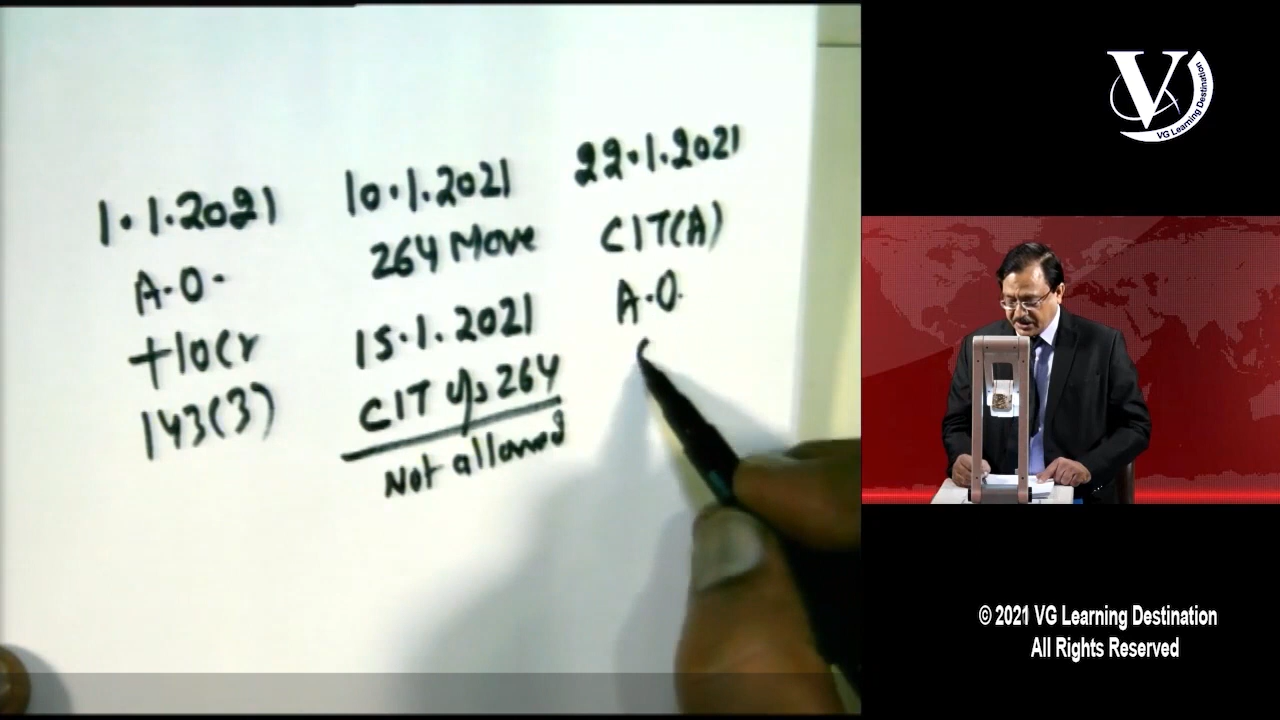 1.1.2021
A.O.
+10Cr
143(3)
10.1.2021
264 Move
15.1.2021
CIT u/s 264
Not allowed
22.1.2021
CIT(A)
A.O.
V
VG Learning Destination
© 2021 VG Learning Destination
All Rights Reserved